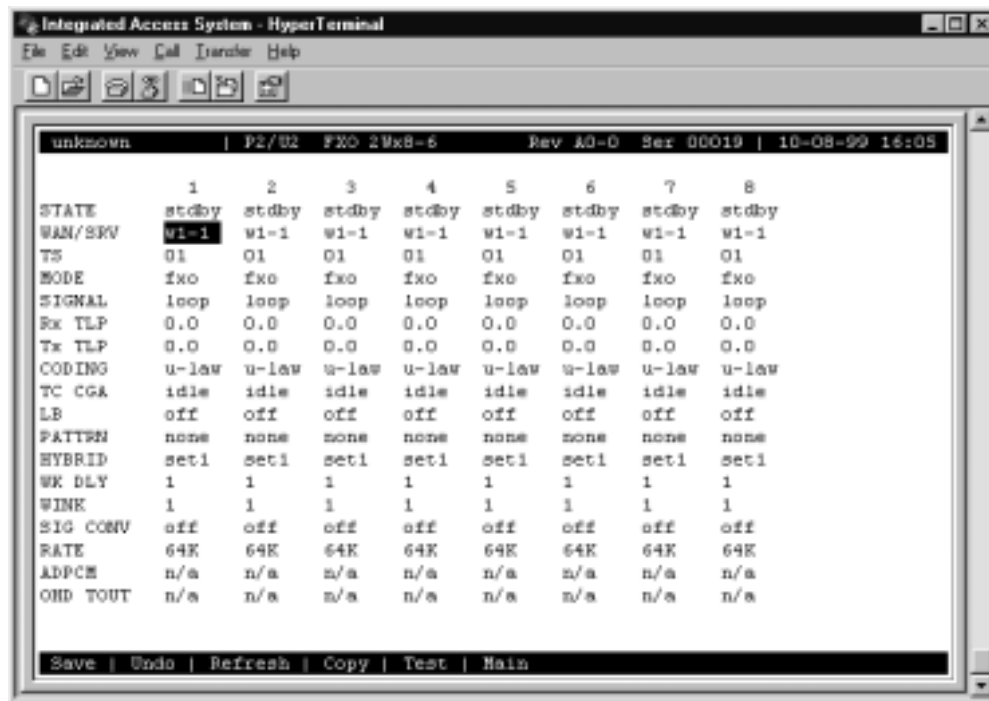 Integrated Access System - HyperTerminal
File Edit View Call Transfer Help
unknown | P2/U2 FXO 2Wx8-6 Rev A0-0 Ser 00019 | 10-08-99 16:05
1 2 3 4 5 6 7 8
STATE stdby stdby stdby stdby stdby stdby stdby stdby
WAN/SRV w1-1 w1-1 w1-1 w1-1 w1-1 w1-1 w1-1 w1-1
TS 01 01 01 01 01 01 01 01
MODE fxo fxo fxo fxo fxo fxo fxo fxo
SIGNAL loop loop loop loop loop loop loop loop
Rx TLP 0.0 0.0 0.0 0.0 0.0 0.0 0.0 0.0
Tx TLP 0.0 0.0 0.0 0.0 0.0 0.0 0.0 0.0
CODING u-law u-law u-law u-law u-law u-law u-law u-law
TC CGA idle idle idle idle idle idle idle idle
LB off off off off off off off off
PATTRN none none none none none none none none
HYBRID set1 set1 set1 set1 set1 set1 set1 set1
WK DLY 1 1 1 1 1 1 1 1
WINK 1 1 1 1 1 1 1 1
SIG CONV off off off off off off off off
RATE 64K 64K 64K 64K 64K 64K 64K 64K
ADPCM n/a n/a n/a n/a n/a n/a n/a n/a
OHD TOUT n/a n/a n/a n/a n/a n/a n/a n/a
Save | Undo | Refresh | Copy | Test | Main